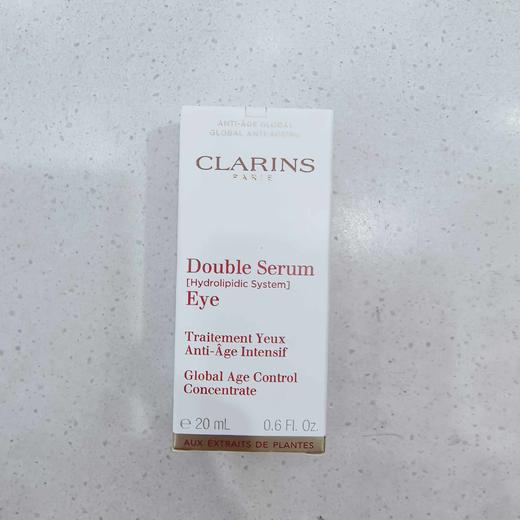 ANTI-ÂGE GLOBAL
GLOBAL ANTI-AGEING
CLARINS
PARIS
Double Serum
[Hydrolipidic System]
Eye
Traitement Yeux
Anti-Âge Intensif
Global Age Control
Concentrate
℮ 20 mL 0.6 Fl. Oz.
AUX EXTRAITS DE PLANTES